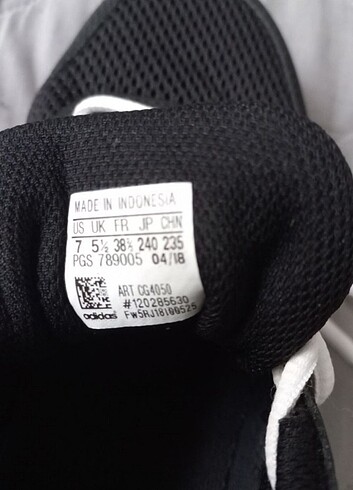 MADE IN INDONESIA
US UK FR JP CHN
7 5½ 38⅔ 240 235
PGS 789005 04/18
ART CG4050
#120285630
adidas FW5RJ18100525